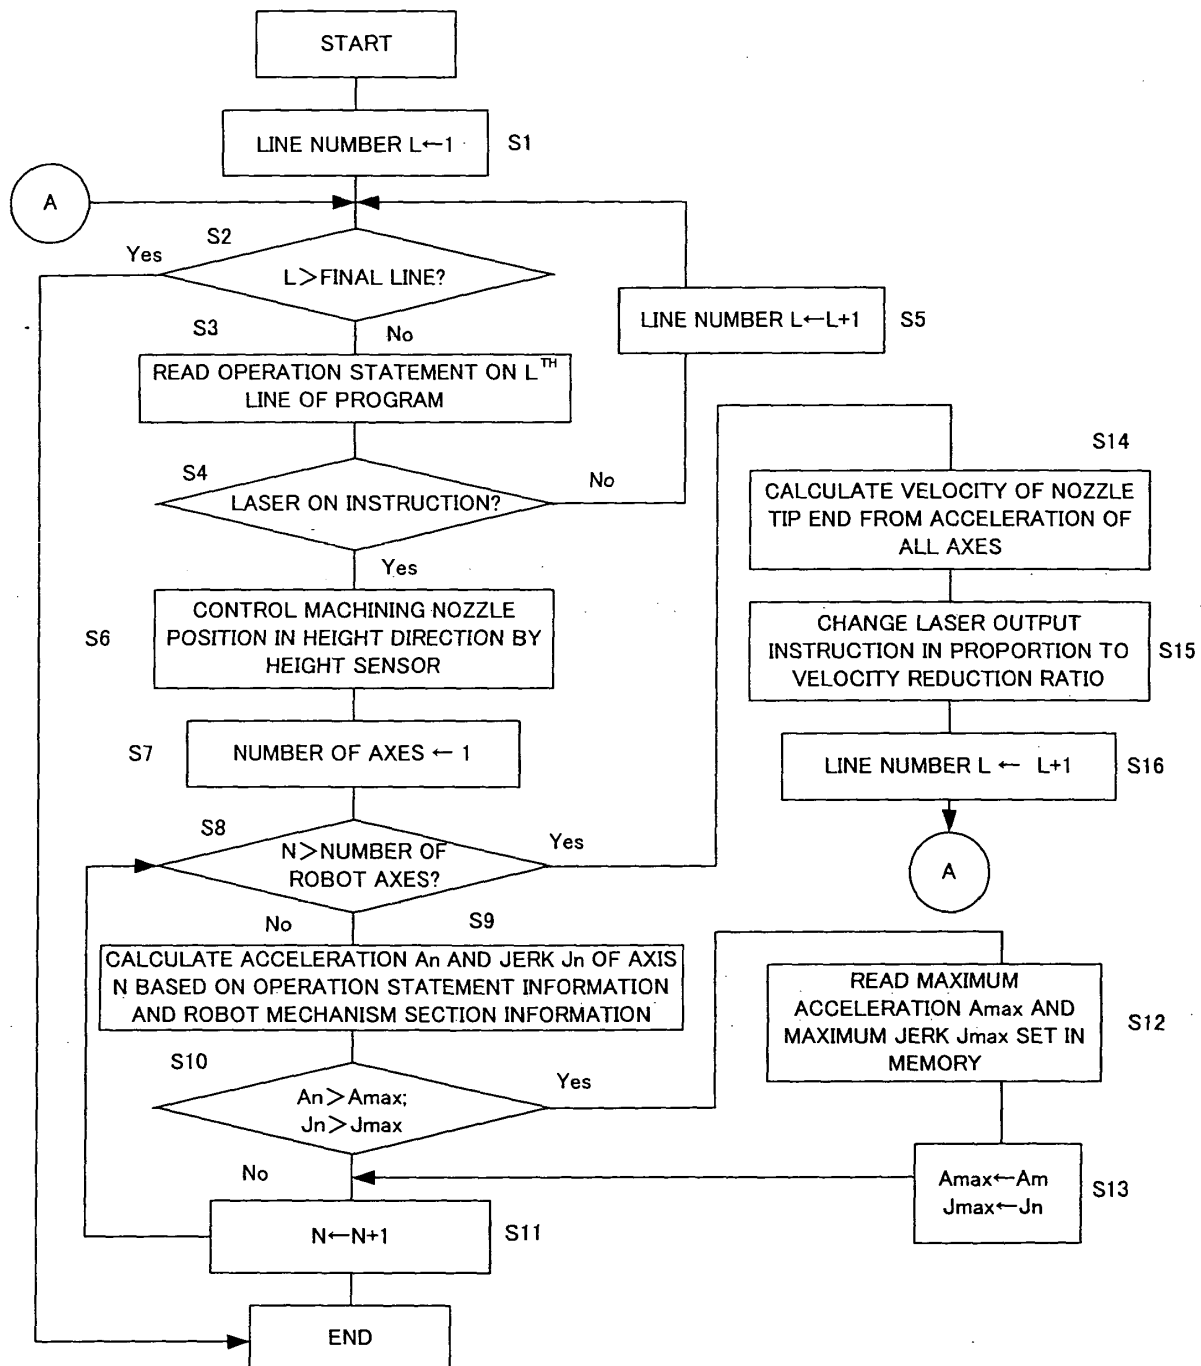 START
LINE NUMBER L←1
S1
A
S2
Yes
L>FINAL LINE?
S3
No
LINE NUMBER L←L+1
S5
READ OPERATION STATEMENT ON L^TH
LINE OF PROGRAM
S4
No
LASER ON INSTRUCTION?
Yes
S14
CALCULATE VELOCITY OF NOZZLE
TIP END FROM ACCELERATION OF
ALL AXES
S6
CONTROL MACHINING NOZZLE
POSITION IN HEIGHT DIRECTION BY
HEIGHT SENSOR
CHANGE LASER OUTPUT
INSTRUCTION IN PROPORTION TO
VELOCITY REDUCTION RATIO
S15
S7
NUMBER OF AXES ← 1
LINE NUMBER L ← L+1
S16
S8
N>NUMBER OF
ROBOT AXES?
Yes
A
No
S9
CALCULATE ACCELERATION An AND JERK Jn OF AXIS
N BASED ON OPERATION STATEMENT INFORMATION
AND ROBOT MECHANISM SECTION INFORMATION
READ MAXIMUM
ACCELERATION Amax AND
MAXIMUM JERK Jmax SET IN
MEMORY
S12
S10
Yes
An>Amax;
Jn>Jmax
No
Amax←Am
Jmax←Jn
S13
N←N+1
S11
END